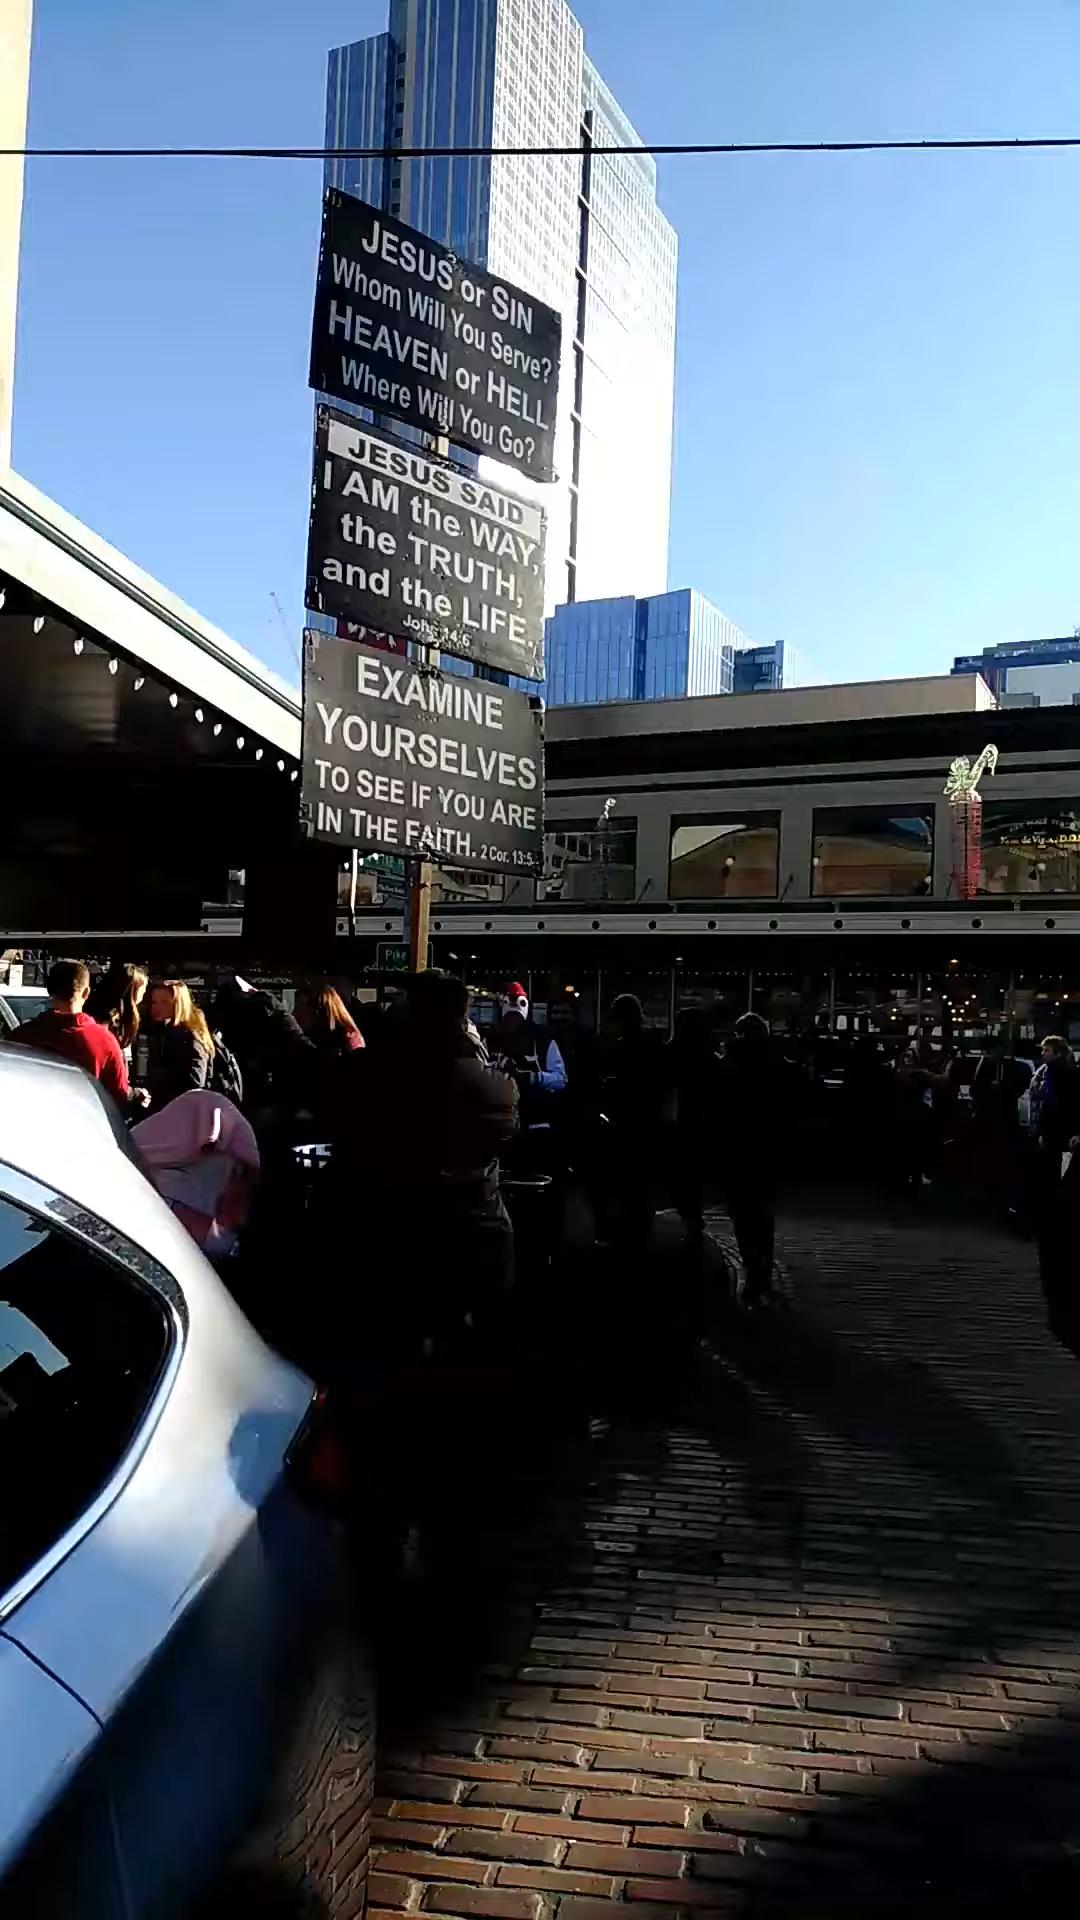 JESUS or SIN
Whom Will You Serve?
HEAVEN or HELL
Where Will You Go?
JESUS SAID
I AM the WAY,
the TRUTH,
and the LIFE.
John 14:6
EXAMINE
YOURSELVES
TO SEE IF YOU ARE
IN THE FAITH. 2 Cor. 13:5
Pike